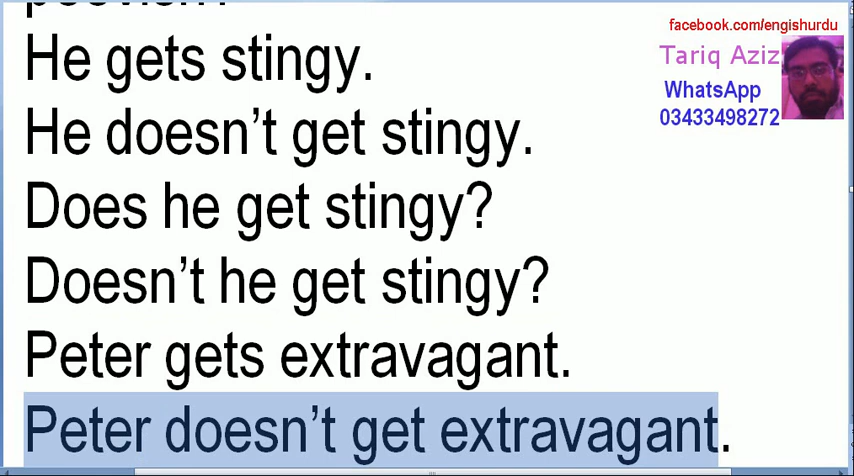 facebook.com/engishurdu
Tariq Aziz
WhatsApp
03433498272
He gets stingy.
He doesn't get stingy.
Does he get stingy?
Doesn't he get stingy?
Peter gets extravagant.
Peter doesn't get extravagant.